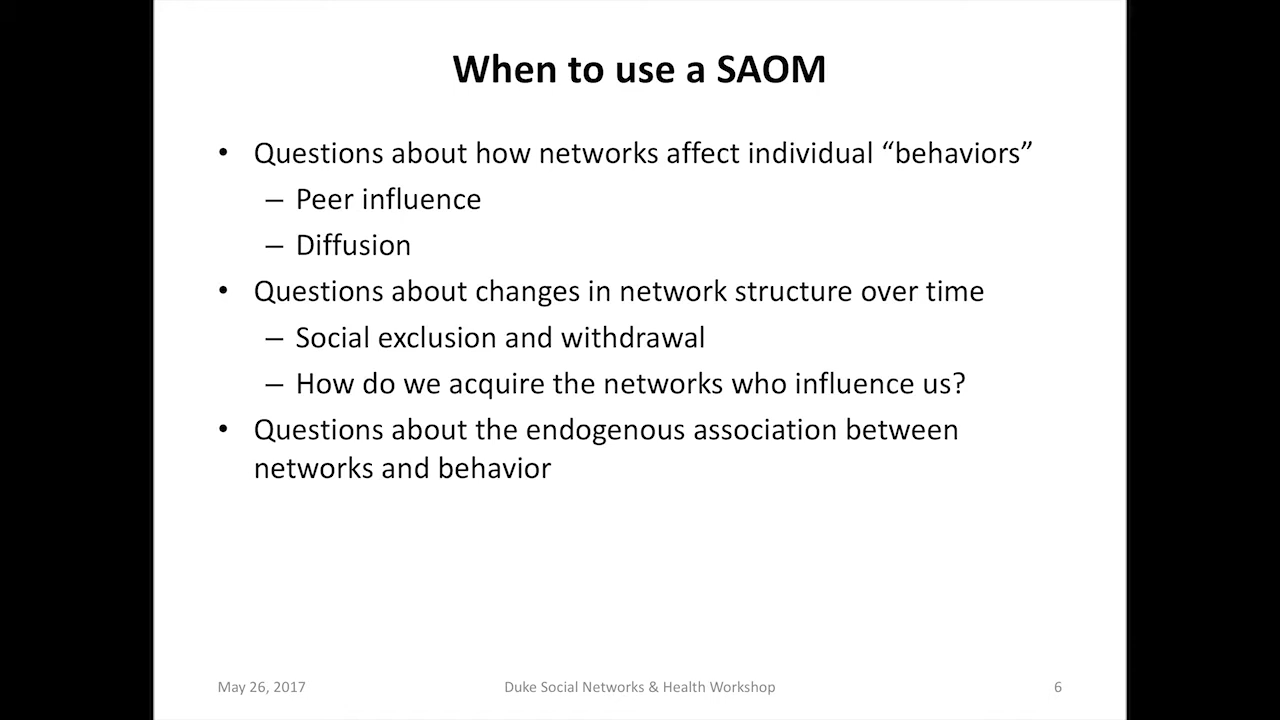 When to use a SAOM
• Questions about how networks affect individual “behaviors”
– Peer influence
– Diffusion
• Questions about changes in network structure over time
– Social exclusion and withdrawal
– How do we acquire the networks who influence us?
• Questions about the endogenous association between
networks and behavior
May 26, 2017
Duke Social Networks & Health Workshop
6